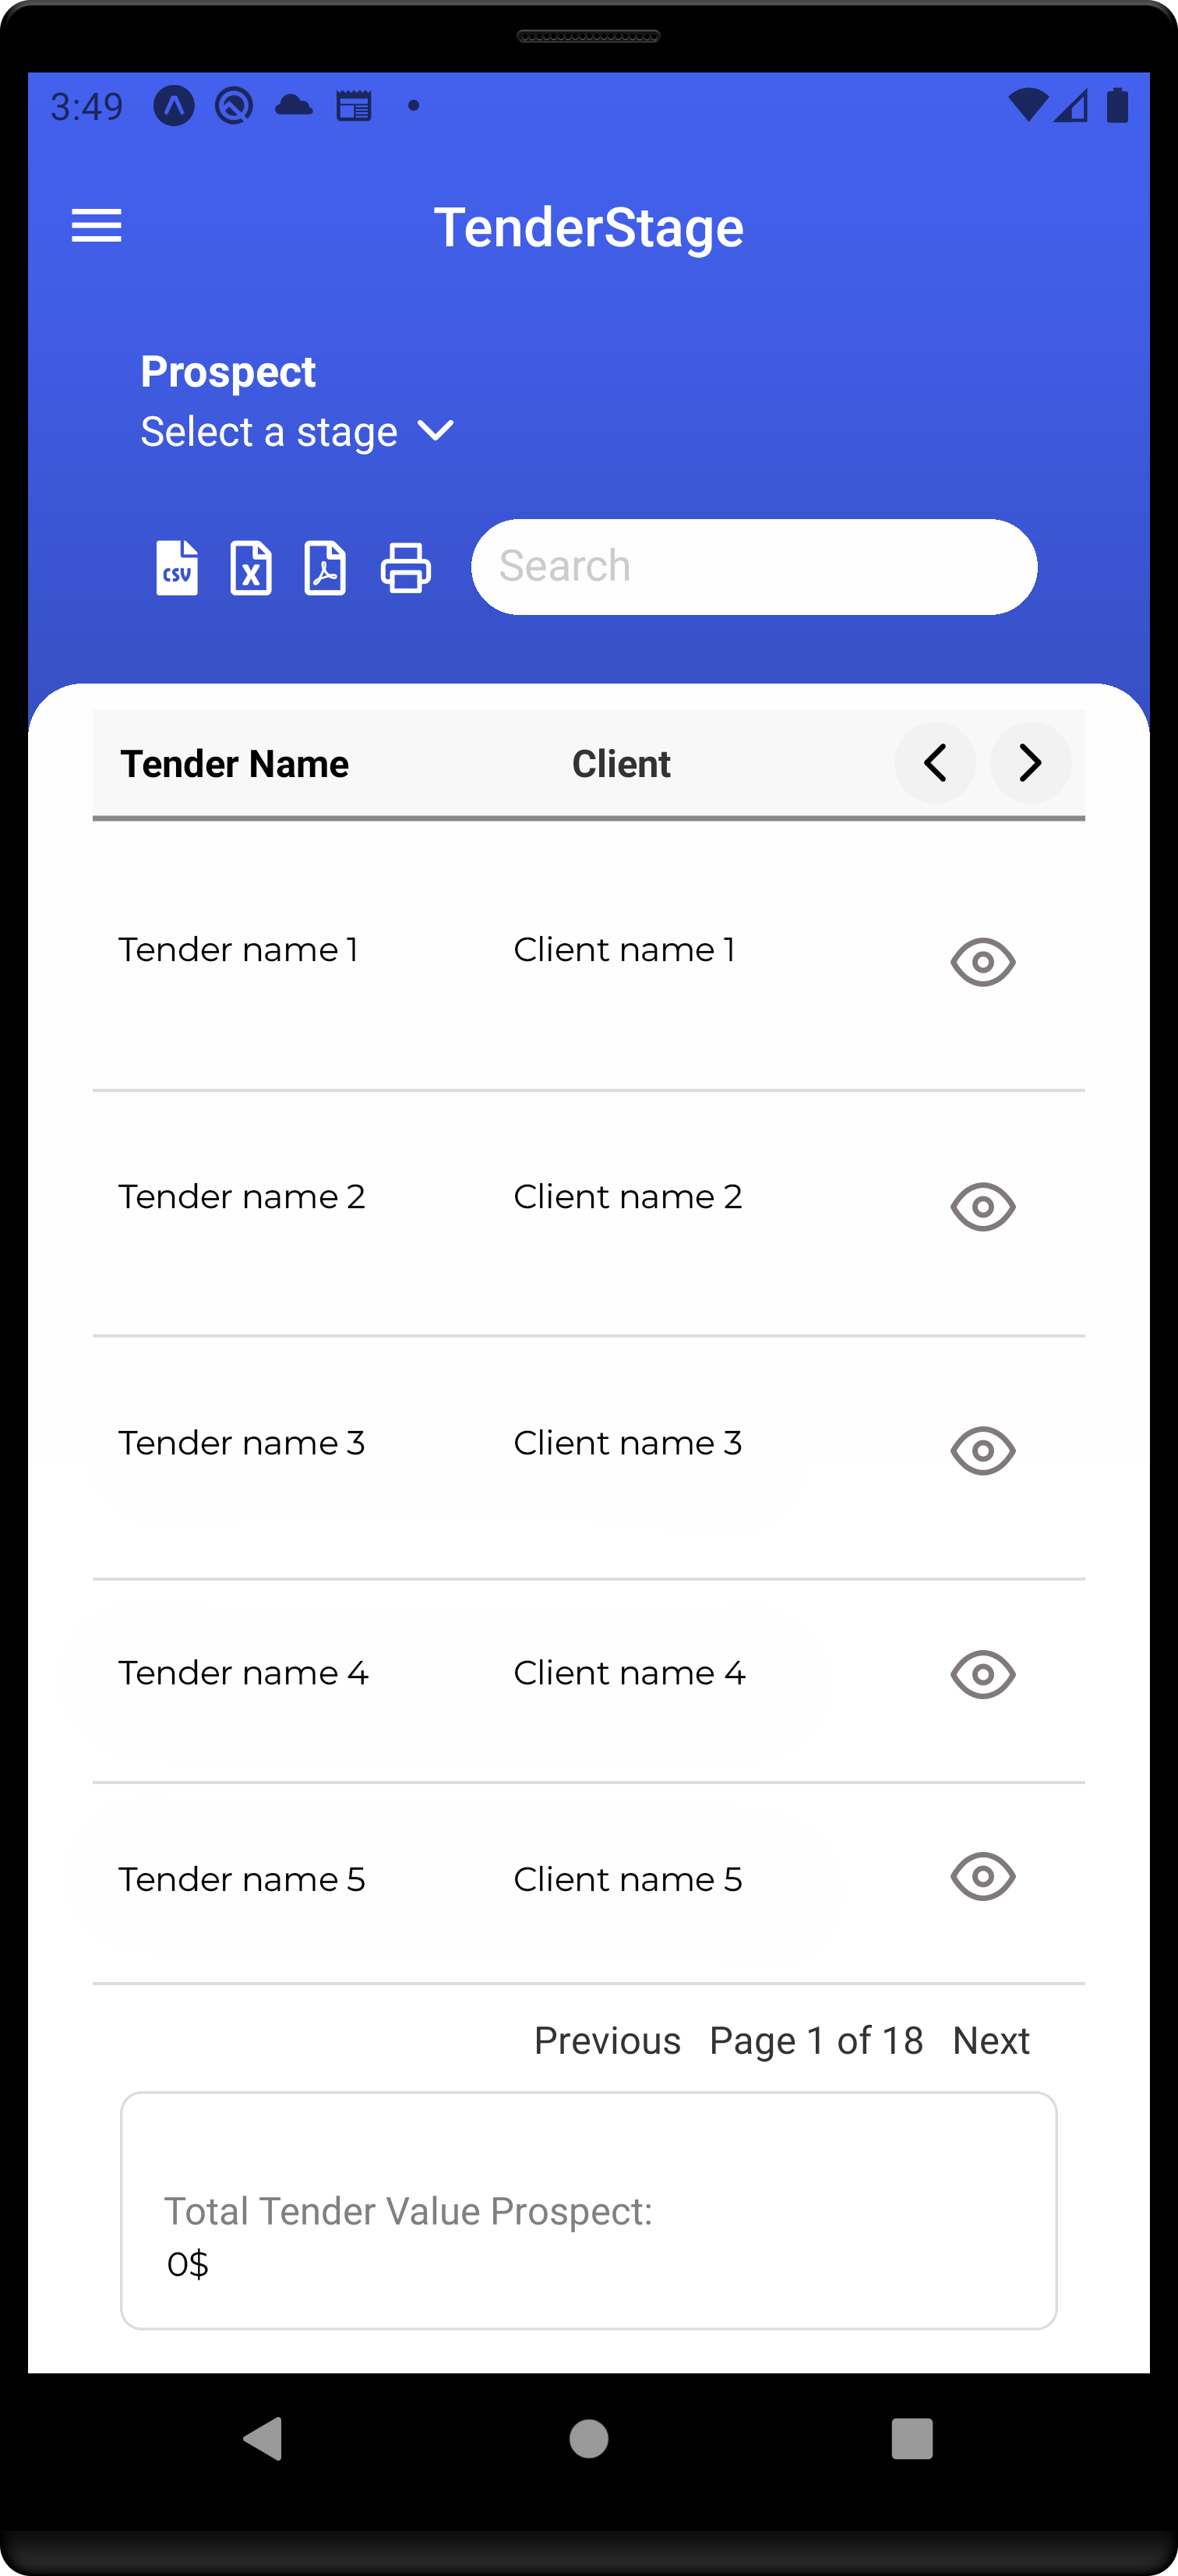 3:49
TenderStage
Prospect
Select a stage
CSV X Search
Tender Name Client
Tender name 1 Client name 1
Tender name 2 Client name 2
Tender name 3 Client name 3
Tender name 4 Client name 4
Tender name 5 Client name 5
Previous Page 1 of 18 Next
Total Tender Value Prospect:
0$